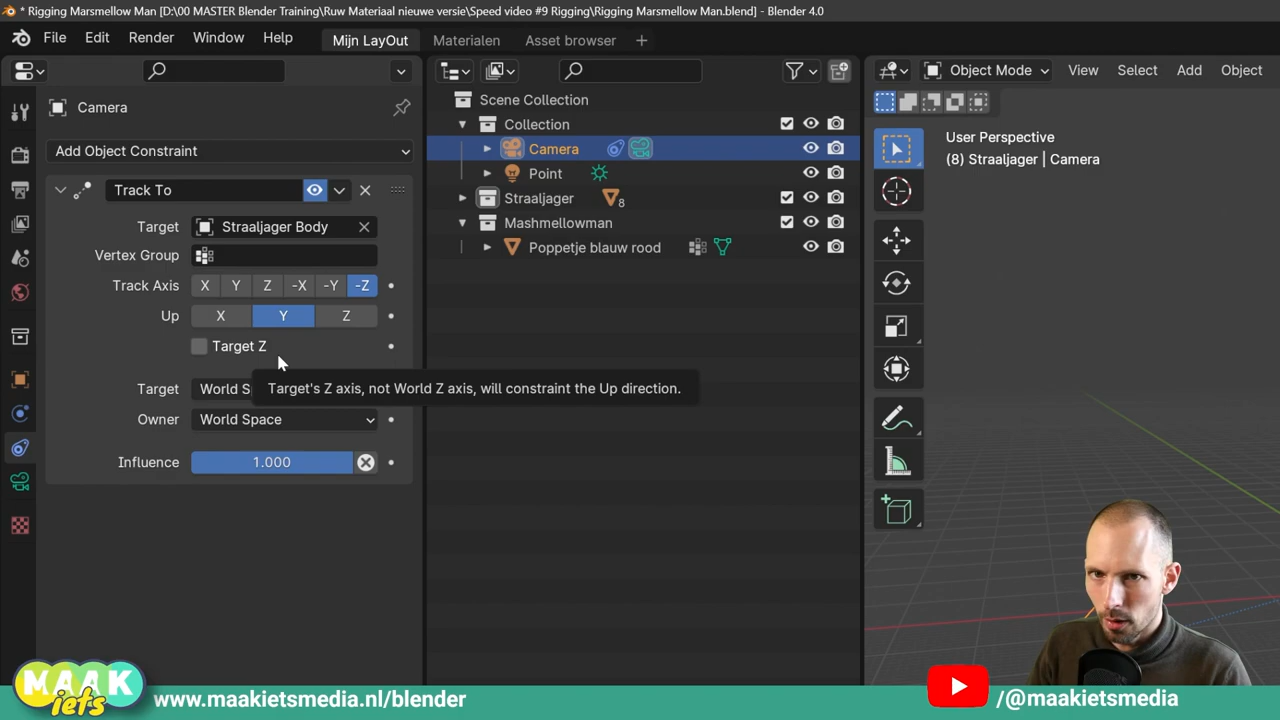 * Rigging Marsmellow Man [D:\00 MASTER Blender Training\Ruw Materiaal nieuwe versie\Speed video #9 Rigging\Rigging Marsmellow Man.blend] - Blender 4.0
File Edit Render Window Help Mijn LayOut Materialen Asset browser +
Object Mode View Select Add Object
Camera
Add Object Constraint
Track To
Target Straaljager Body
Vertex Group
Track Axis X Y Z -X -Y -Z
Up X Y Z
Target Z
Target World S
Target's Z axis, not World Z axis, will constraint the Up direction.
Owner World Space
Influence 1.000
Scene Collection
Collection
Camera
Point
Straaljager 8
Mashmellowman
Poppetje blauw rood
User Perspective
(8) Straaljager | Camera
MAAK
iets
www.maakietsmedia.nl/blender
/@maakietsmedia